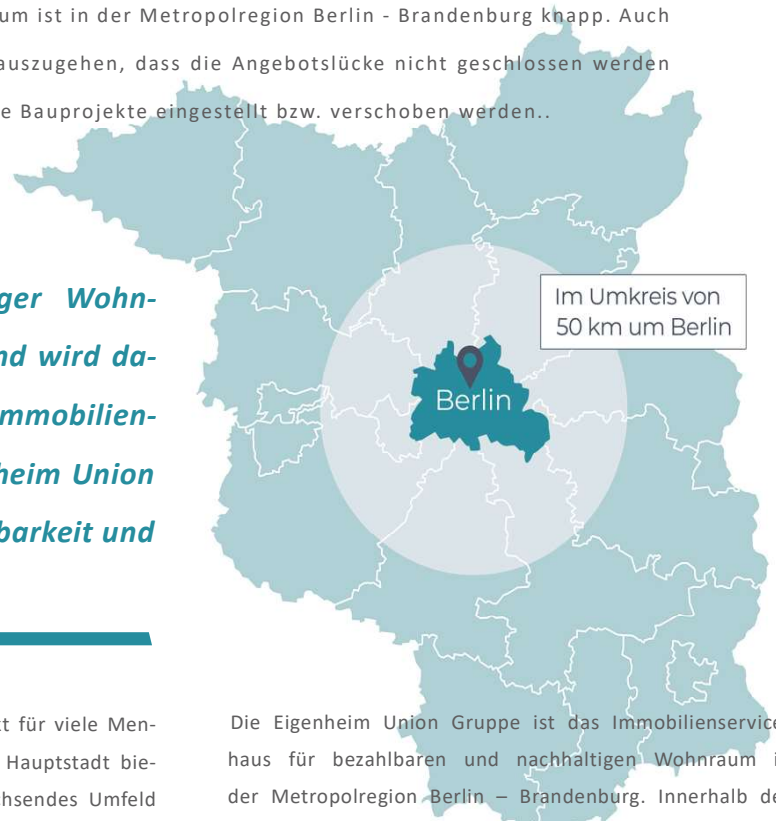 um ist in der Metropolregion Berlin - Brandenburg knapp. Auch
auszugehen, dass die Angebotslücke nicht geschlossen werden
e Bauprojekte eingestellt bzw. verschoben werden..
ger Wohn-
nd wird da-
mmobilien-
heim Union
barkeit und
Im Umkreis von
50 km um Berlin
Berlin
kt für viele Men-
Hauptstadt bie-
chsendes Umfeld
Die Eigenheim Union Gruppe ist das Immobilienservice
haus für bezahlbaren und nachhaltigen Wohnraum i
der Metropolregion Berlin – Brandenburg. Innerhalb de